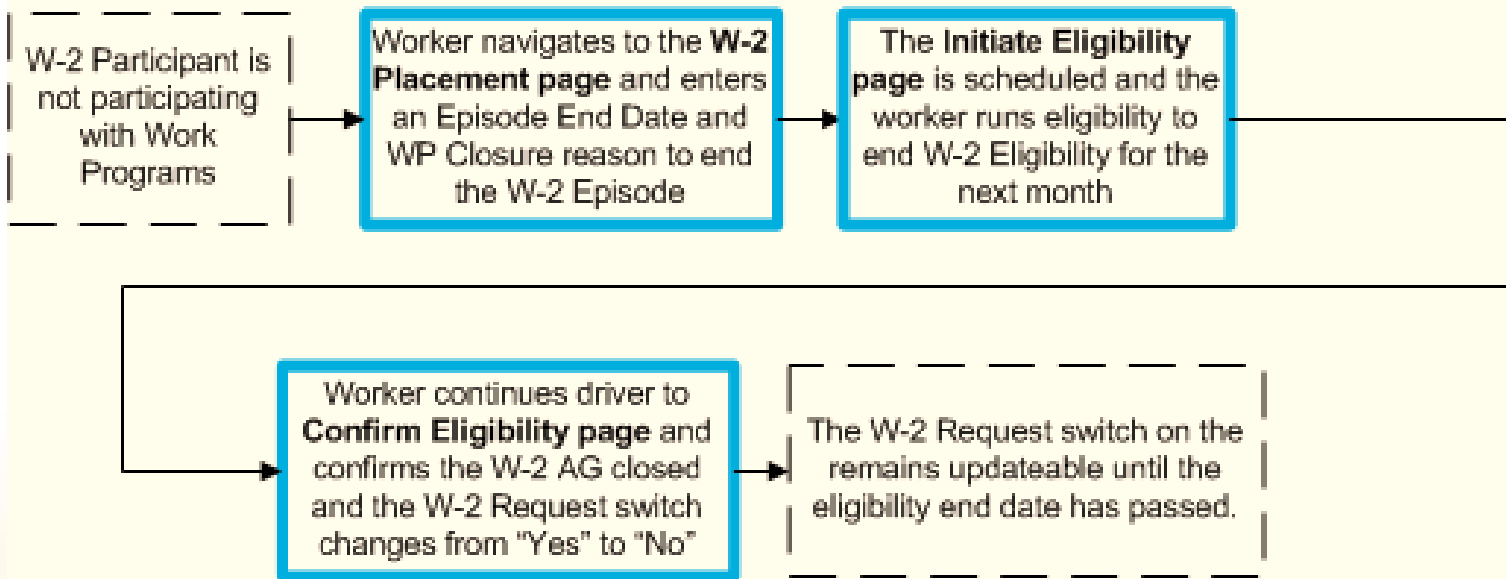 W-2 Participant is
not participating
with Work
Programs
Worker navigates to the W-2
Placement page and enters
an Episode End Date and
WP Closure reason to end
the W-2 Episode
The Initiate Eligibility
page is scheduled and the
worker runs eligibility to
end W-2 Eligibility for the
next month
Worker continues driver to
Confirm Eligibility page and
confirms the W-2 AG closed
and the W-2 Request switch
changes from "Yes" to "No"
The W-2 Request switch on the
remains updateable until the
eligibility end date has passed.